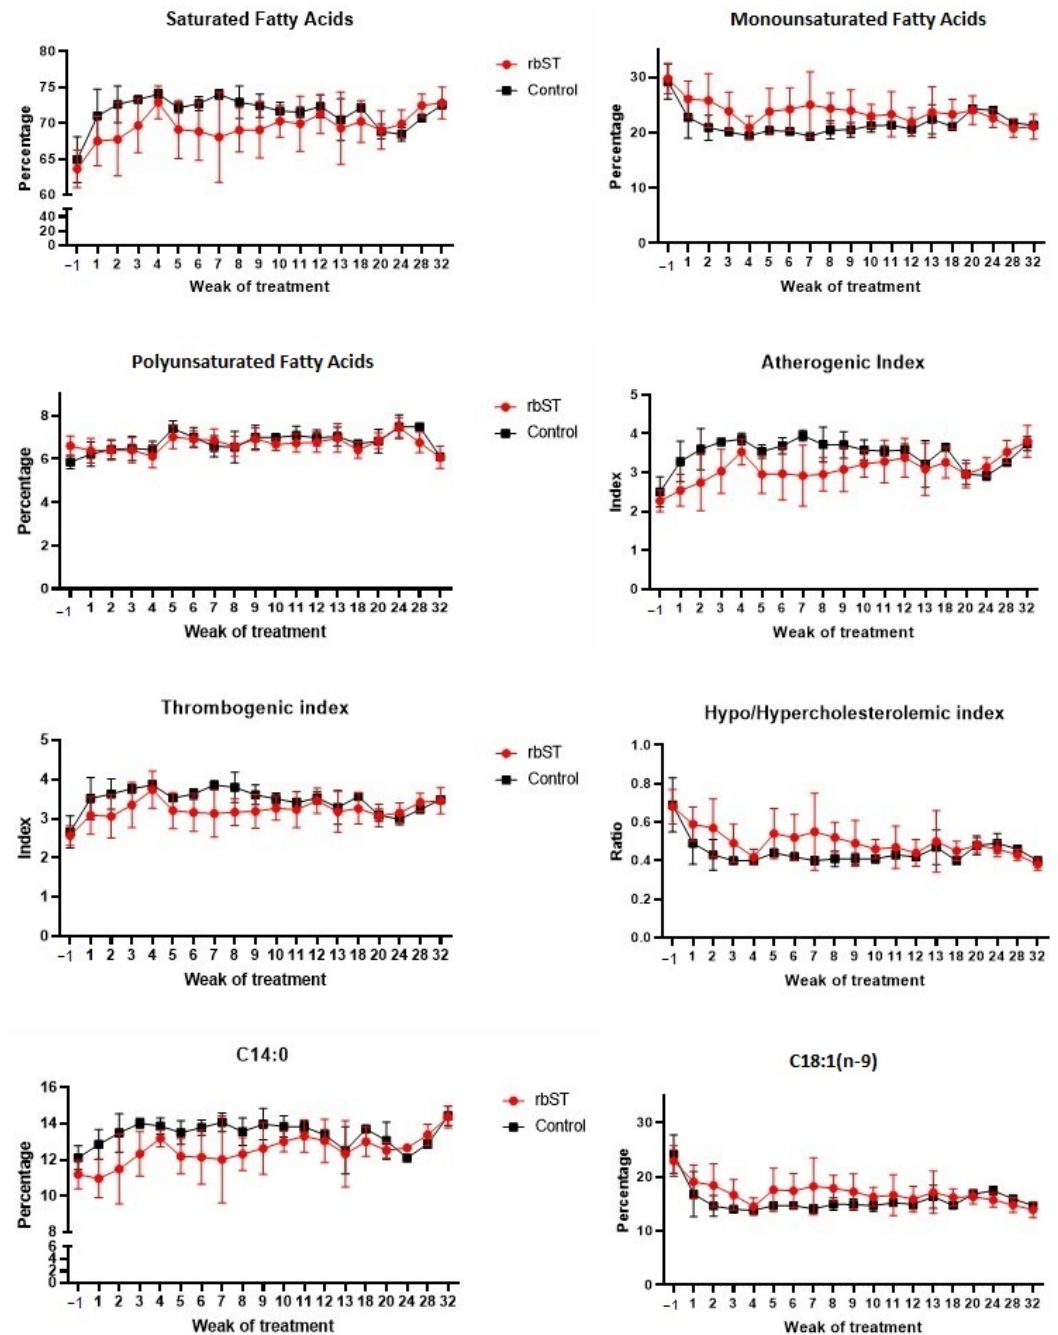 Saturated Fatty Acids
80
75
70
65
60
40
20
0
Percentage
−1 1 2 3 4 5 6 7 8 9 10 11 12 13 18 20 24 28 32
Weak of treatment
rbST
Control
Monounsaturated Fatty Acids
30
20
10
0
Percentage
−1 1 2 3 4 5 6 7 8 9 10 11 12 13 18 20 24 28 32
Weak of treatment
Polyunsaturated Fatty Acids
8
6
4
2
0
Percentage
−1 1 2 3 4 5 6 7 8 9 10 11 12 13 18 20 24 28 32
Weak of treatment
rbST
Control
Atherogenic Index
5
4
3
2
1
0
Index
−1 1 2 3 4 5 6 7 8 9 10 11 12 13 18 20 24 28 32
Weak of treatment
Thrombogenic index
5
4
3
2
1
0
Index
−1 1 2 3 4 5 6 7 8 9 10 11 12 13 18 20 24 28 32
Weak of treatment
rbST
Control
Hypo/Hypercholesterolemic index
1.0
0.8
0.6
0.4
0.2
0.0
Ratio
−1 1 2 3 4 5 6 7 8 9 10 11 12 13 18 20 24 28 32
Weak of treatment
C14:0
16
14
12
10
8
6
4
2
0
Percentage
−1 1 2 3 4 5 6 7 8 9 10 11 12 13 18 20 24 28 32
Weak of treatment
rbST
Control
C18:1(n-9)
30
20
10
0
Percentage
−1 1 2 3 4 5 6 7 8 9 10 11 12 13 18 20 24 28 32
Weak of treatment